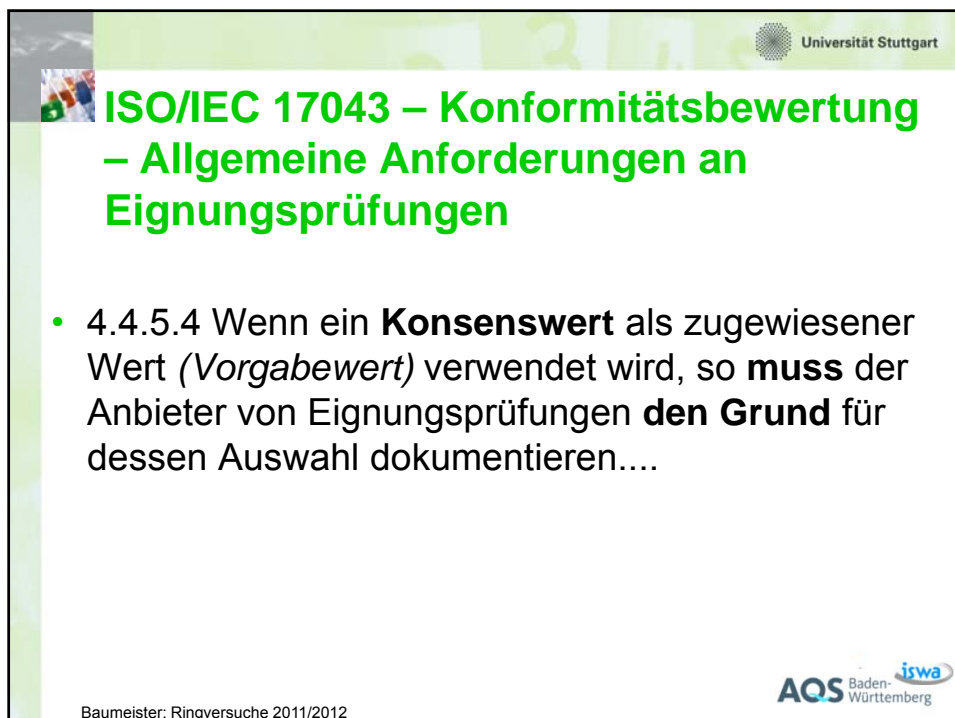 Universität Stuttgart
ISO/IEC 17043 – Konformitätsbewertung
– Allgemeine Anforderungen an
Eignungsprüfungen
• 4.4.5.4 Wenn ein Konsenswert als zugewiesener
Wert (Vorgabewert) verwendet wird, so muss der
Anbieter von Eignungsprüfungen den Grund für
dessen Auswahl dokumentieren....
iswa
AQS Baden-
Württemberg
Baumeister: Ringversuche 2011/2012